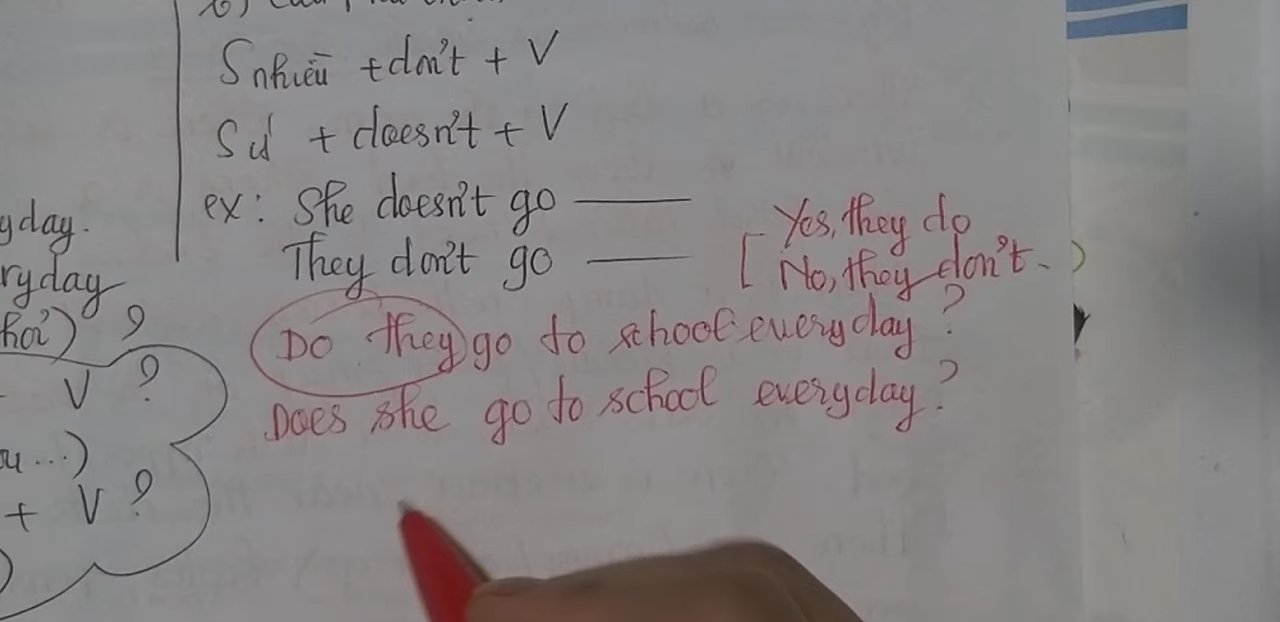 S nhiều + don't + V
S ít + doesn't + V
ex: She doesn't go
They don't go
Yes, they do
No, they don't.
Do they go to school everyday?
Does she go to school everyday?
yday.
ryday
?
V ?
+ V ?